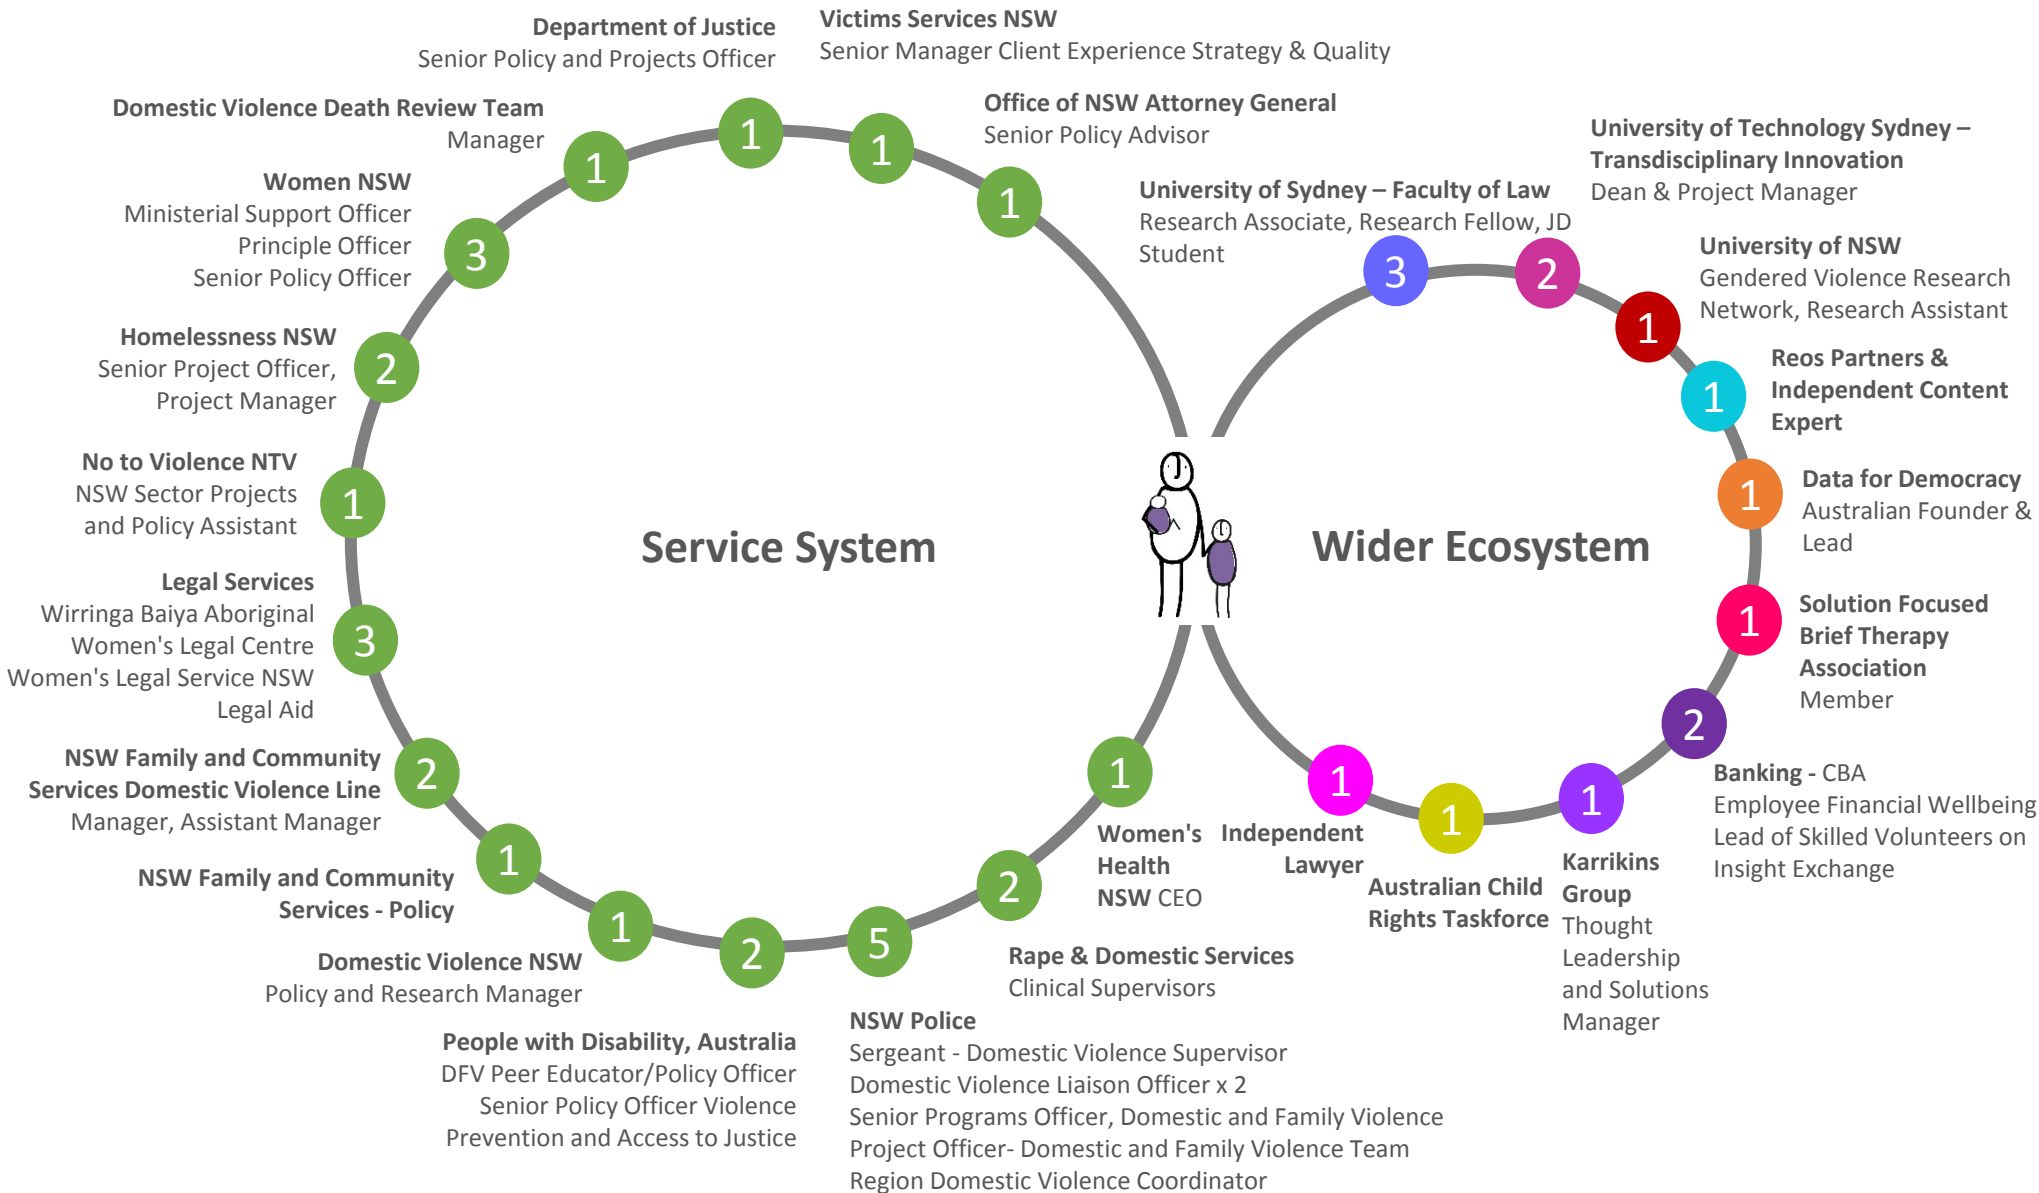 Department of Justice
Senior Policy and Projects Officer
1
Victims Services NSW
Senior Manager Client Experience Strategy & Quality
1
Office of NSW Attorney General
Senior Policy Advisor
1
Domestic Violence Death Review Team
Manager
1
Women NSW
Ministerial Support Officer
Principle Officer
Senior Policy Officer
3
Homelessness NSW
Senior Project Officer,
Project Manager
2
No to Violence NTV
NSW Sector Projects
and Policy Assistant
1
Legal Services
Wirringa Baiya Aboriginal
Women's Legal Centre
Women's Legal Service NSW
Legal Aid
3
NSW Family and Community
Services Domestic Violence Line
Manager, Assistant Manager
2
NSW Family and Community
Services - Policy
1
Domestic Violence NSW
Policy and Research Manager
1
People with Disability, Australia
DFV Peer Educator/Policy Officer
Senior Policy Officer Violence
Prevention and Access to Justice
2
NSW Police
Sergeant - Domestic Violence Supervisor
Domestic Violence Liaison Officer x 2
Senior Programs Officer, Domestic and Family Violence
Project Officer- Domestic and Family Violence Team
Region Domestic Violence Coordinator
5
Rape & Domestic Services
Clinical Supervisors
2
Women's
Health
NSW CEO
1
Service System
Wider Ecosystem
University of Sydney – Faculty of Law
Research Associate, Research Fellow, JD
Student
3
University of Technology Sydney –
Transdisciplinary Innovation
Dean & Project Manager
2
University of NSW
Gendered Violence Research
Network, Research Assistant
1
Reos Partners &
Independent Content
Expert
1
Data for Democracy
Australian Founder &
Lead
1
Solution Focused
Brief Therapy
Association
Member
1
Banking - CBA
Employee Financial Wellbeing
Lead of Skilled Volunteers on
Insight Exchange
2
Karrikins
Group
Thought
Leadership
and Solutions
Manager
1
Australian Child
Rights Taskforce
1
Independent
Lawyer
1